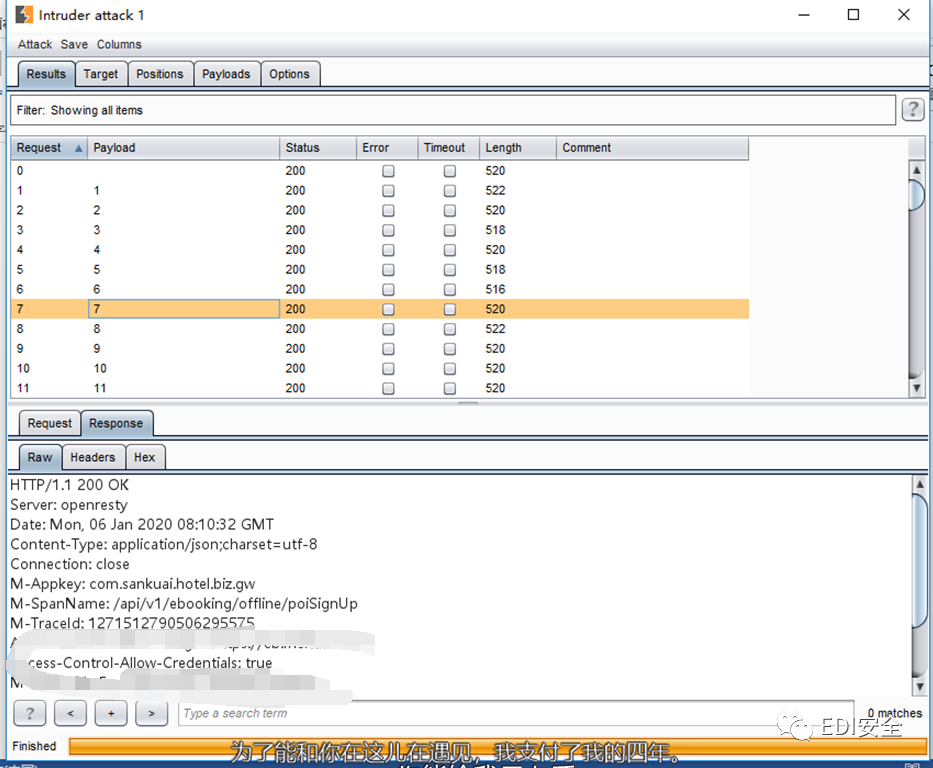 Intruder attack 1
Attack Save Columns
Results Target Positions Payloads Options
Filter: Showing all items
?
Request Payload Status Error Timeout Length Comment
0 200 520
1 1 200 522
2 2 200 520
3 3 200 518
4 4 200 520
5 5 200 518
6 6 200 516
7 7 200 520
8 8 200 522
9 9 200 520
10 10 200 520
11 11 200 520
Request Response
Raw Headers Hex
HTTP/1.1 200 OK
Server: openresty
Date: Mon, 06 Jan 2020 08:10:32 GMT
Content-Type: application/json;charset=utf-8
Connection: close
M-Appkey: com.sankuai.hotel.biz.gw
M-SpanName: /api/v1/ebooking/offline/poiSignUp
M-TraceId: 1271512790506295575
cess-Control-Allow-Credentials: true
? < + > Type a search term 0 matches
EDI安全
Finished
为了能和你在这儿在遇见，我支付了我的四年。